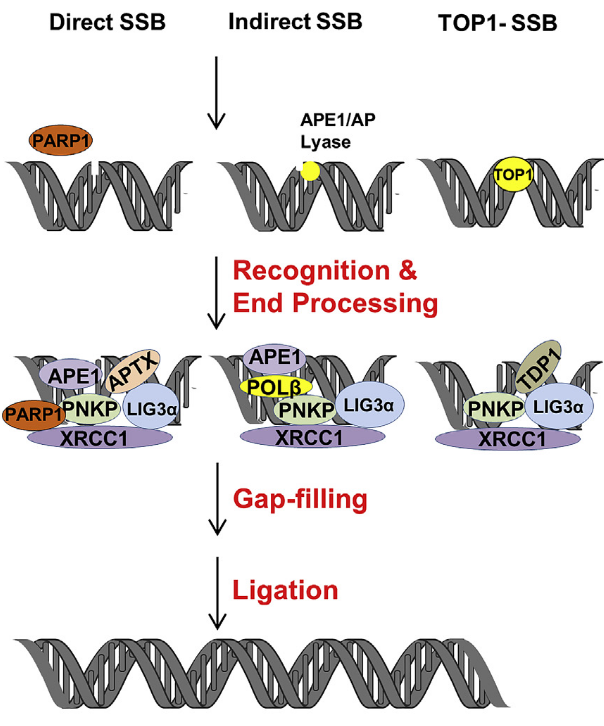 Direct SSB
Indirect SSB
TOP1- SSB
PARP1
APE1/AP
Lyase
TOP1
Recognition &
End Processing
APE1
APTX
PARP1
PNKP
LIG3α
XRCC1
APE1
POLβ
PNKP
LIG3α
XRCC1
TDP1
PNKP
LIG3α
XRCC1
Gap-filling
Ligation